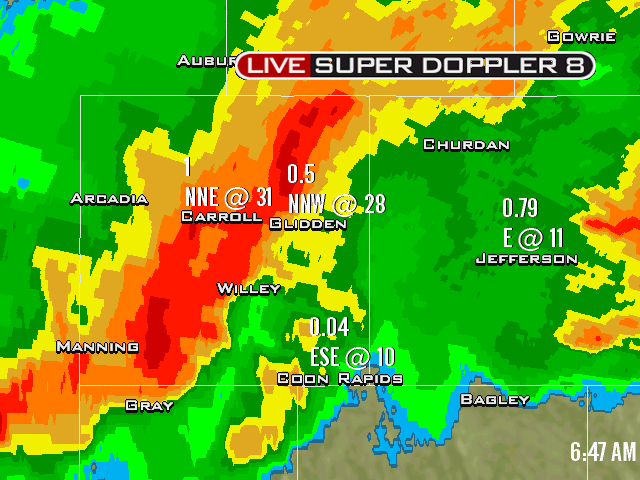 GOWRIE
AUBUR
LIVE SUPER DOPPLER 8
CHURDAN
1
NNE @ 31
0.5
NNW @ 28
ARCADIA
CARROLL
GLIDDEN
0.79
E @ 11
JEFFERSON
WILLEY
0.04
ESE @ 10
MANNING
COON RAPIDS
GRAY
BAGLEY
6:47 AM